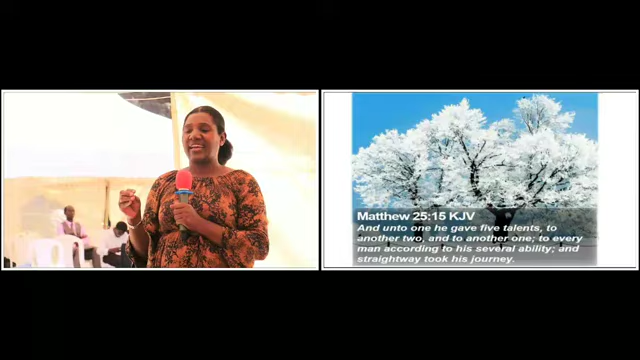 Matthew 25:15 KJV
And unto one he gave five talents, to
another two, and to another one; to every
man according to his several ability; and
straightway took his journey.